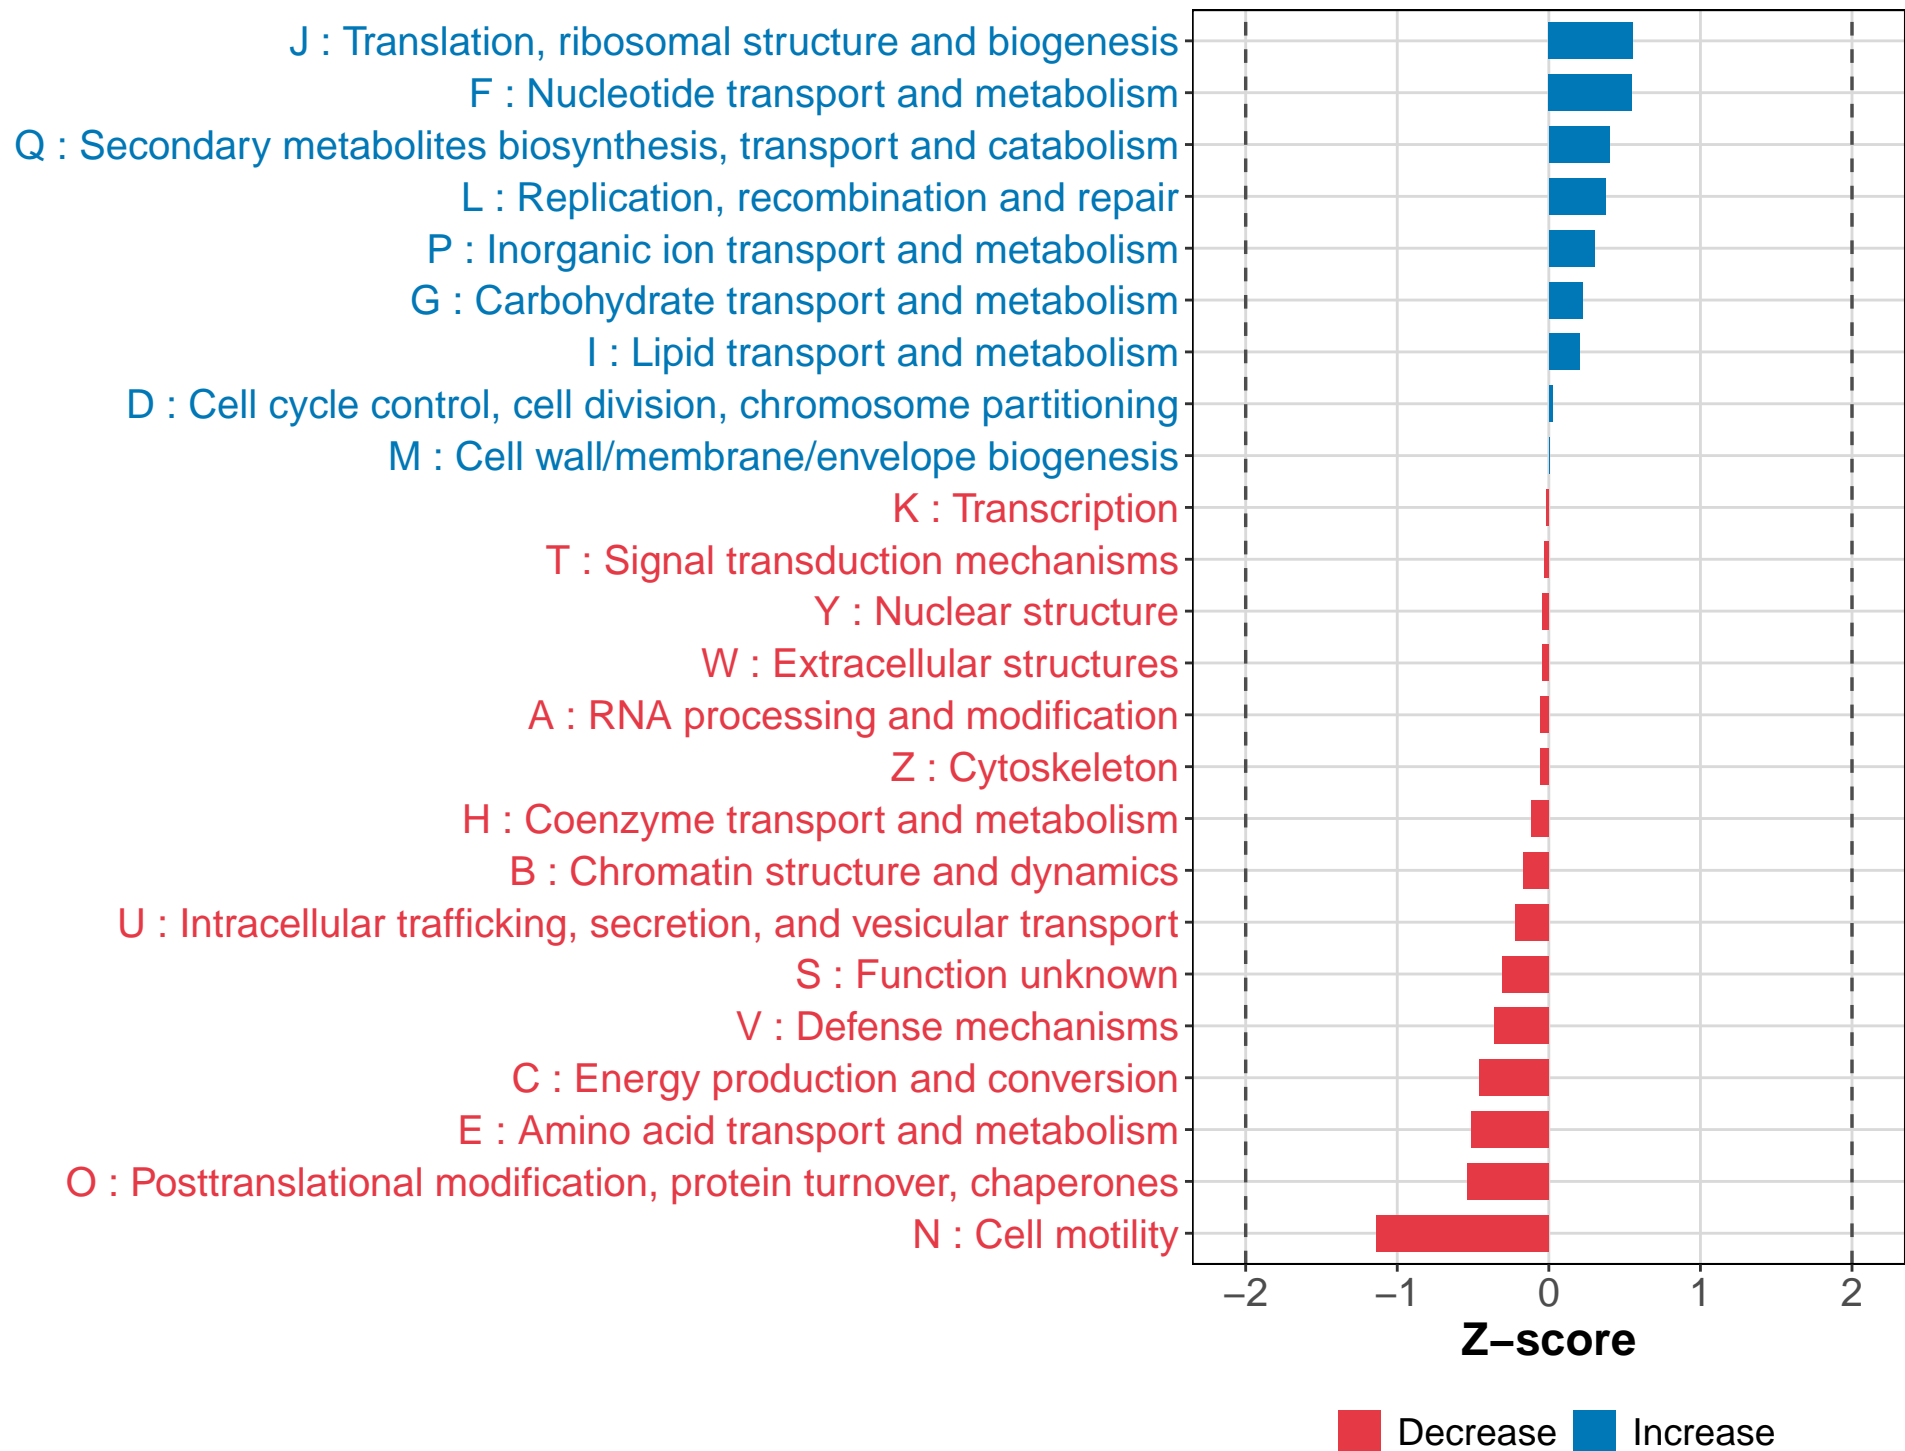 J : Translation, ribosomal structure and biogenesis
F : Nucleotide transport and metabolism
Q : Secondary metabolites biosynthesis, transport and catabolism
L : Replication, recombination and repair
P : Inorganic ion transport and metabolism
G : Carbohydrate transport and metabolism
I : Lipid transport and metabolism
D : Cell cycle control, cell division, chromosome partitioning
M : Cell wall/membrane/envelope biogenesis
K : Transcription
T : Signal transduction mechanisms
Y : Nuclear structure
W : Extracellular structures
A : RNA processing and modification
Z : Cytoskeleton
H : Coenzyme transport and metabolism
B : Chromatin structure and dynamics
U : Intracellular trafficking, secretion, and vesicular transport
S : Function unknown
V : Defense mechanisms
C : Energy production and conversion
E : Amino acid transport and metabolism
O : Posttranslational modification, protein turnover, chaperones
N : Cell motility
−2 −1 0 1 2
Z−score
Decrease Increase